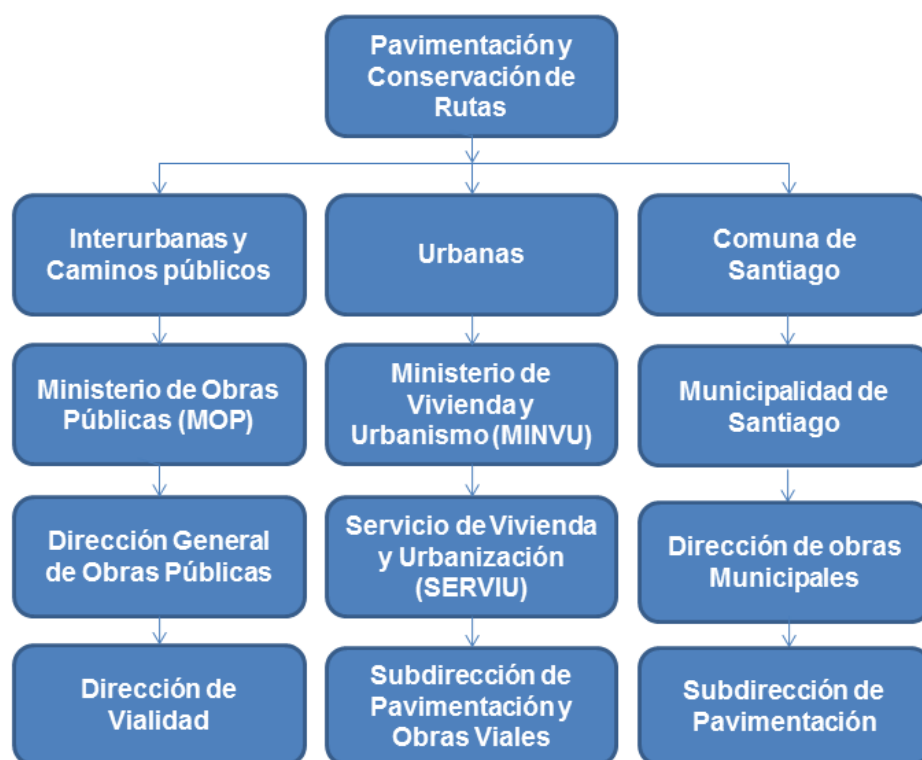 Pavimentación y
Conservación de
Rutas
Interurbanas y
Caminos públicos
Urbanas
Comuna de
Santiago
Ministerio de Obras
Públicas (MOP)
Ministerio de
Vivienda y
Urbanismo (MINVU)
Municipalidad de
Santiago
Dirección General
de Obras Públicas
Servicio de Vivienda
y Urbanización
(SERVIU)
Dirección de obras
Municipales
Dirección de
Vialidad
Subdirección de
Pavimentación y
Obras Viales
Subdirección de
Pavimentación